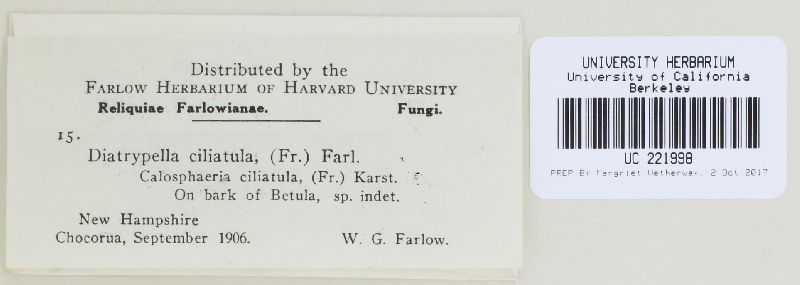 Distributed by the
FARLOW HERBARIUM OF HARVARD UNIVERSITY
Reliquiae Farlowianae. Fungi.
15.
Diatrypella ciliatula, (Fr.) Farl.
Calosphaeria ciliatula, (Fr.) Karst.
On bark of Betula, sp. indet.
New Hampshire
Chocorua, September 1906. W. G. Farlow.
UNIVERSITY HERBARIUM
University of California
Berkeley
UC 221998
PREP By Margriet Wetherwax, 2 Oct 2017